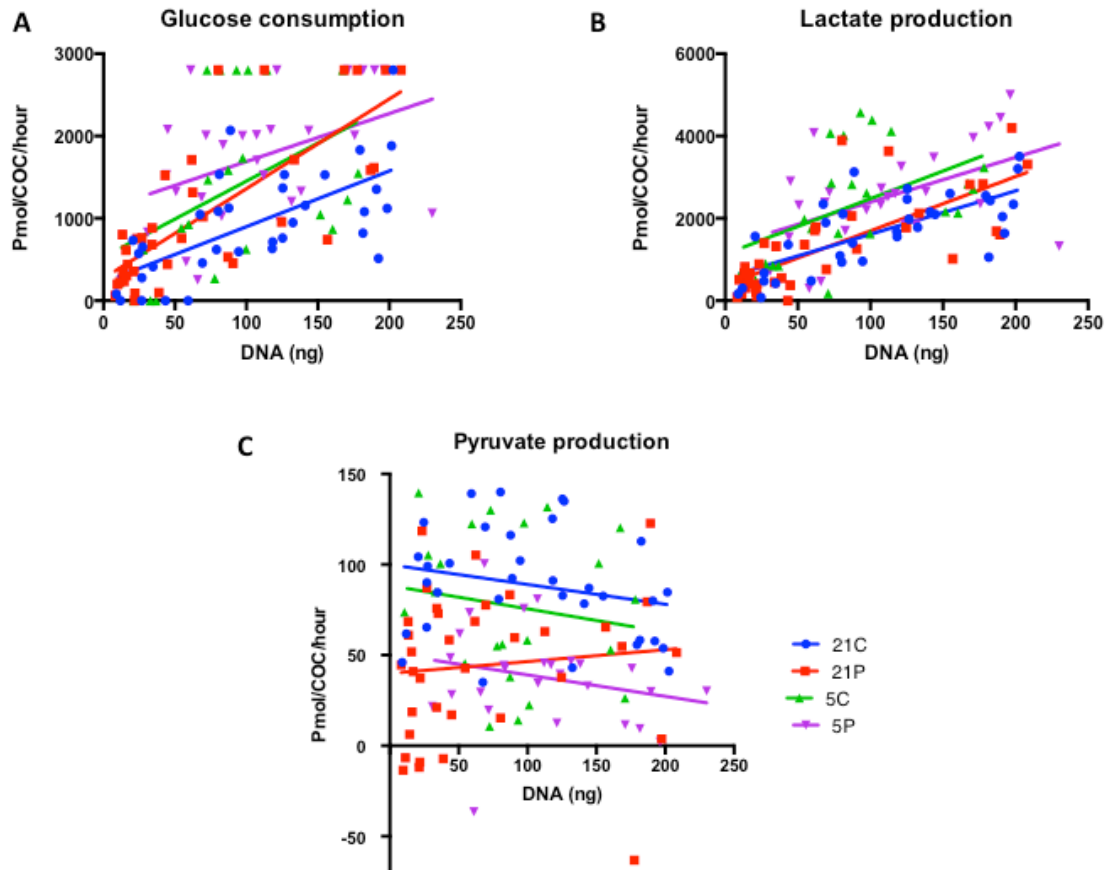 A
Glucose consumption
Pmol/COC/hour
3000
2000
1000
0
0 50 100 150 200 250
DNA (ng)
B
Lactate production
Pmol/COC/hour
6000
4000
2000
0
0 50 100 150 200 250
DNA (ng)
C
Pyruvate production
Pmol/COC/hour
150
100
50
0
-50
50 100 150 200 250
DNA (ng)
21C
21P
5C
5P